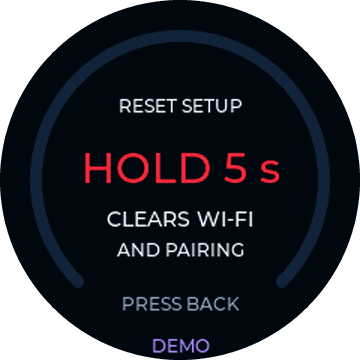 RESET SETUP
HOLD 5 s
CLEARS WI-FI
AND PAIRING
PRESS BACK
DEMO